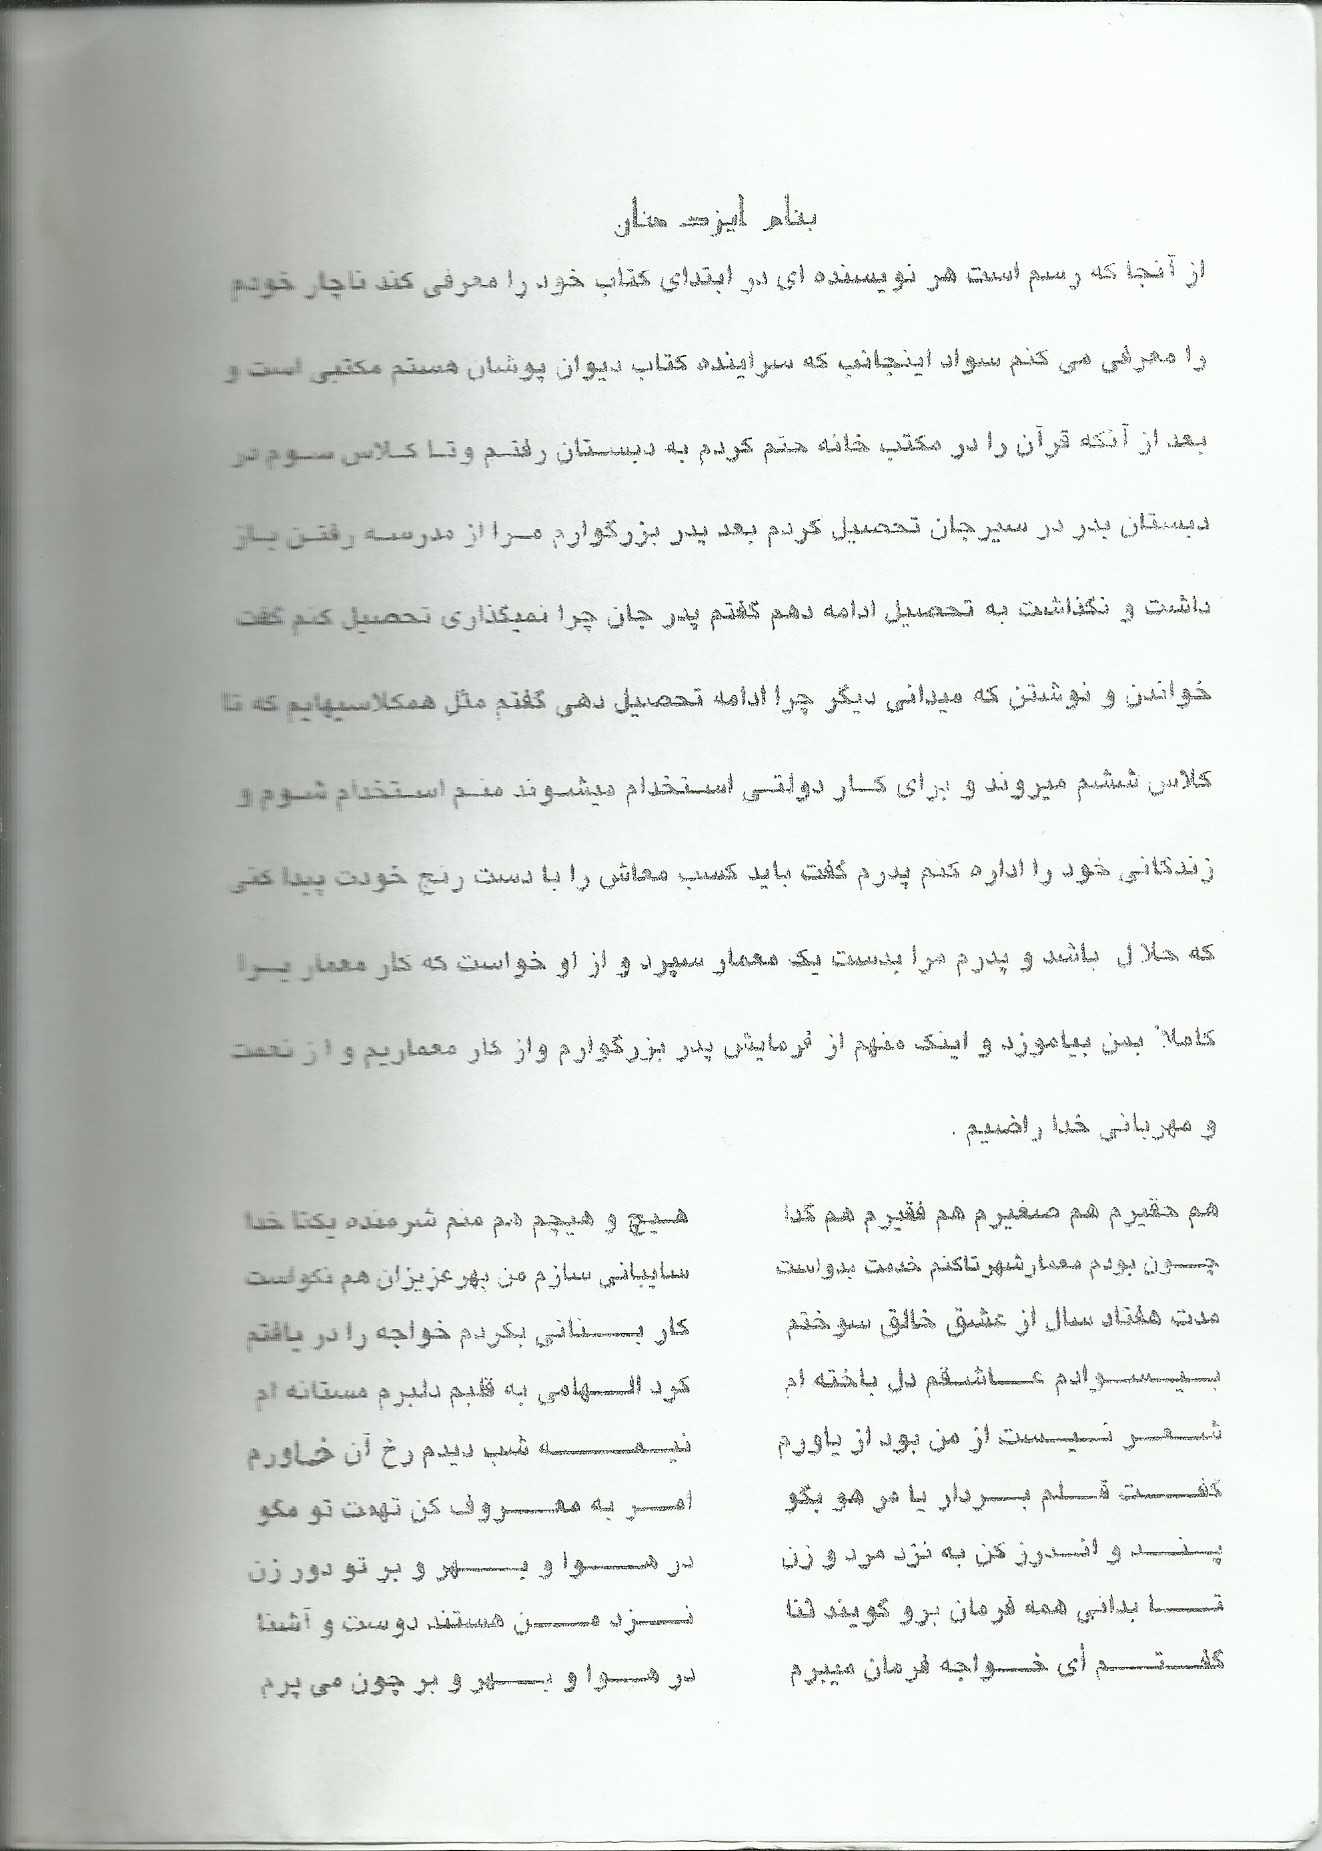 بنام ایزد منان
از آنجا که رسم است هر نویسنده ای در ابتدای کتاب خود را معرفی کند ناچار خودم
را معرفی می کنم سواد اینجانب که سراینده کتاب دیوان پوشان هستم مکتبی است و
بعد از آنکه قرآن را در مکتب خانه ختم کردم به دبستان رفتم وتا کلاس سوم در
دبستان بدر در سیرجان تحصیل کردم بعد پدر بزرگوارم مرا از مدرسه رفتن باز
داشت و نگذاشت به تحصیل ادامه دهم گفتم پدر جان چرا نمیگذاری تحصیل کنم گفت
خواندن و نوشتن که میدانی دیگر چرا ادامه تحصیل دهی گفتم مثل همکلاسیهایم که تا
کلاس ششم میروند و برای کار دولتی استخدام میشوند منم استخدام شوم و
زندگانی خود را اداره کنم پدرم گفت باید کسب معاش را با دست رنج خودت پیدا کنی
که حلال باشد و پدرم مرا بدست یک معمار سپرد و از او خواست که کار معمار یرا
کاملاً بمن بیاموزد و اینک منهم از فرمایش پدر بزرگوارم واز کار معماریم و از نعمت
و مهربانی خدا راضیم .
هم حقیرم هم صغیرم هم فقیرم هم گدا هیچ و هیچم هم منم شرمنده یکتا خدا
چون بودم معمارشهرتاکنم خدمت بدواست سایبانی سازم من بهرعزیزان هم نکواست
مدت هفتاد سال از عشق خالق سوختم کار بنانی بکردم خواجه را در یافتم
بیسوادم عاشقم دل باخته ام کرد الهامی به قلبم دلبرم مستانه ام
شعر نیست از من بود از یاورم نیمه شب دیدم رخ آن خاورم
گفت قلم بردار یا مر هو بگو امر به معروف کن تهمت تو مگو
پند و اندرز کن به نزد مرد و زن در هوا و بهر و بر تو دور زن
تا بدانی همه فرمان برو گویند ثنا نزد من هستند دوست و آشنا
گفتم أی خواجه فرمان میبرم در هوا و بهر و بر چون می پرم